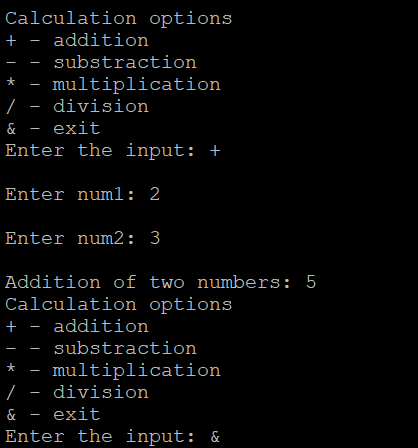 Calculation options
+ - addition
- - substraction
* - multiplication
/ - division
& - exit
Enter the input: +
Enter num1: 2
Enter num2: 3
Addition of two numbers: 5
Calculation options
+ - addition
- - substraction
* - multiplication
/ - division
& - exit
Enter the input: &